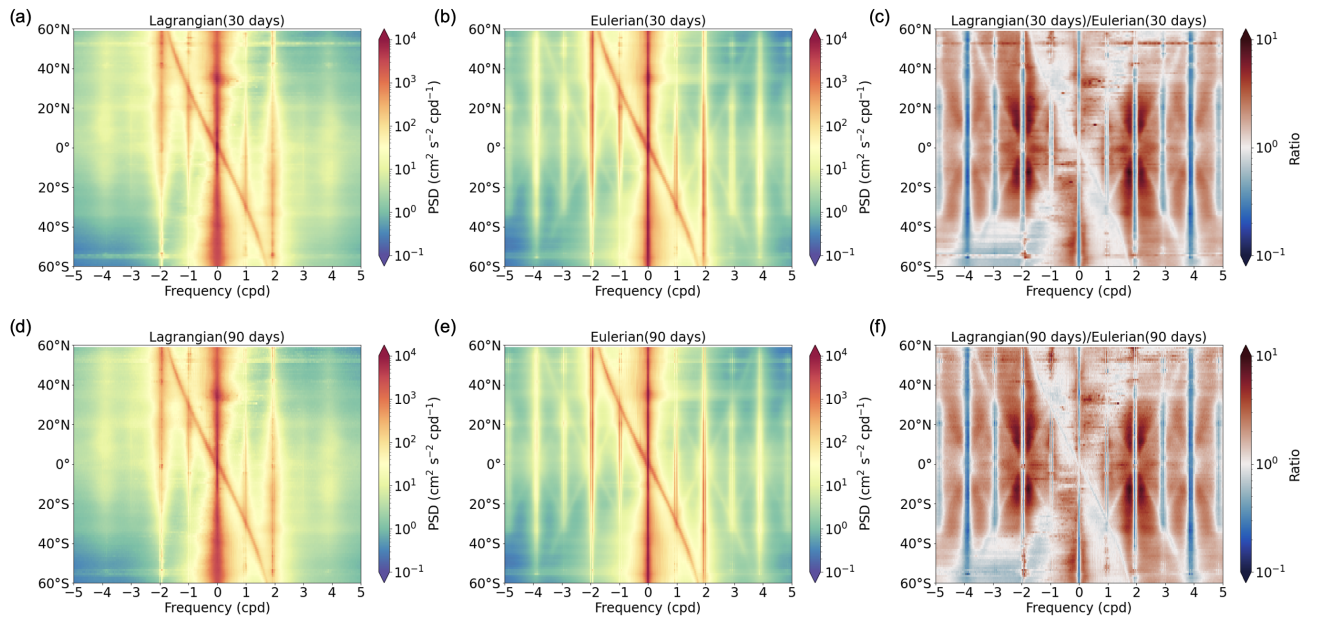 (a) Lagrangian(30 days)
60°N
40°N
20°N
0°
20°S
40°S
60°S
−5 −4 −3 −2 −1 0 1 2 3 4 5
Frequency (cpd)
10⁴
10³
10²
10¹
10⁰
10⁻¹
PSD (cm² s⁻² cpd⁻¹)
(b) Eulerian(30 days)
60°N
40°N
20°N
0°
20°S
40°S
60°S
−5 −4 −3 −2 −1 0 1 2 3 4 5
Frequency (cpd)
10⁴
10³
10²
10¹
10⁰
10⁻¹
PSD (cm² s⁻² cpd⁻¹)
(c) Lagrangian(30 days)/Eulerian(30 days)
60°N
40°N
20°N
0°
20°S
40°S
60°S
−5 −4 −3 −2 −1 0 1 2 3 4 5
Frequency (cpd)
10¹
10⁰
10⁻¹
Ratio
(d) Lagrangian(90 days)
60°N
40°N
20°N
0°
20°S
40°S
60°S
−5 −4 −3 −2 −1 0 1 2 3 4 5
Frequency (cpd)
10⁴
10³
10²
10¹
10⁰
10⁻¹
PSD (cm² s⁻² cpd⁻¹)
(e) Eulerian(90 days)
60°N
40°N
20°N
0°
20°S
40°S
60°S
−5 −4 −3 −2 −1 0 1 2 3 4 5
Frequency (cpd)
10⁴
10³
10²
10¹
10⁰
10⁻¹
PSD (cm² s⁻² cpd⁻¹)
(f) Lagrangian(90 days)/Eulerian(90 days)
60°N
40°N
20°N
0°
20°S
40°S
60°S
−5 −4 −3 −2 −1 0 1 2 3 4 5
Frequency (cpd)
10¹
10⁰
10⁻¹
Ratio